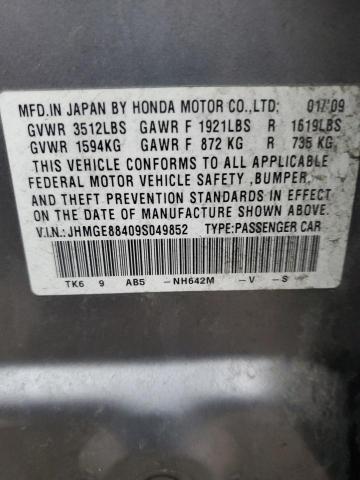 MFD. IN JAPAN BY HONDA MOTOR CO., LTD: 01/'09
GVWR 3512LBS GAWR F 1921LBS R 1619LBS
GVWR 1594KG GAWR F 872 KG R 735 KG
THIS VEHICLE CONFORMS TO ALL APPLICABLE
FEDERAL MOTOR VEHICLE SAFETY ,BUMPER,
AND THEFT PREVENTION STANDARDS IN EFFECT
ON THE DATE OF MANUFACTURE SHOWN ABOVE.
V.I.N.: JHMGE88409S049852 TYPE:PASSENGER CAR
TK6 9 AB5 -NH642M -V -S